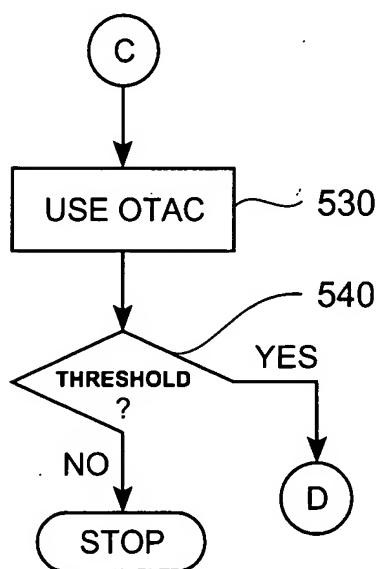 C
USE OTAC
530
540
THRESHOLD
?
YES
NO
D
STOP